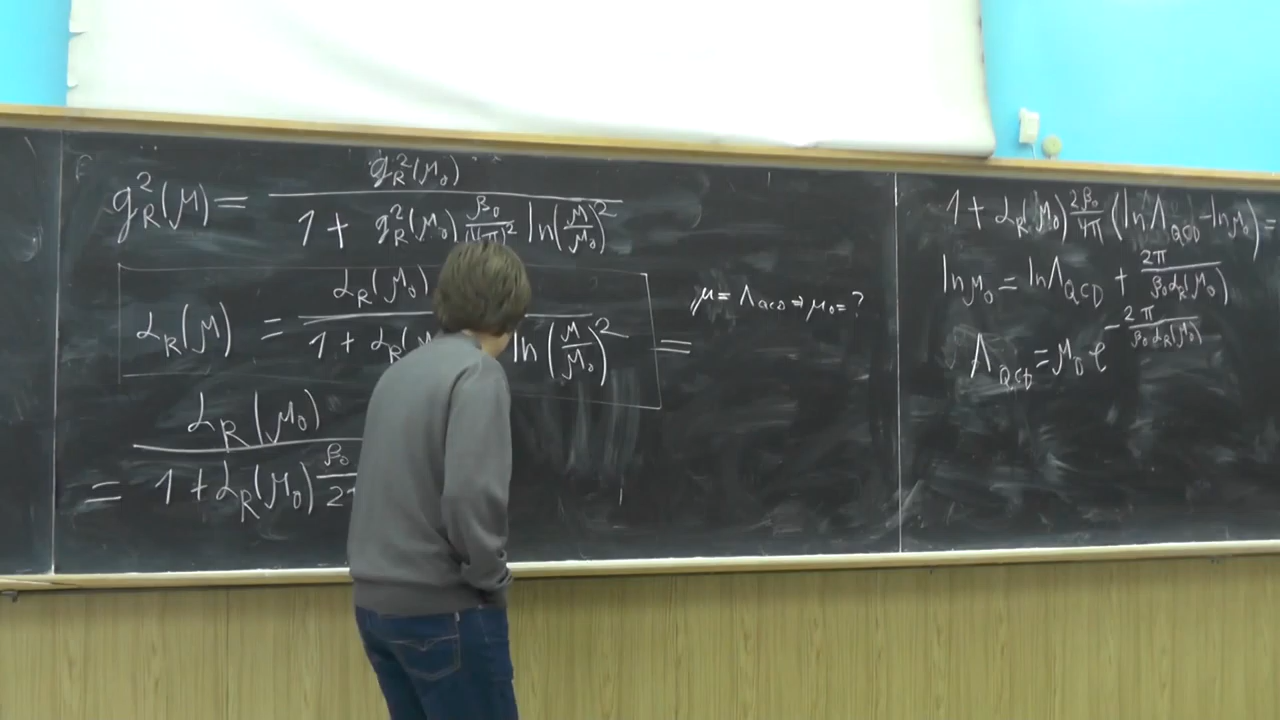 g_R^2(μ) = g_R^2(μ_0) / (1 + g_R^2(μ_0) β_0/(4π)^2 ln(μ/μ_0)^2)
α_R(μ) = α_R(μ_0) / (1 + α_R(μ ln(μ/μ_0)^2) =
= α_R(μ_0) / (1 + α_R(μ_0) β_0/2
μ = Λ_QCD ⇒ μ_0 = ?
1 + α_R(μ_0) 2β_0/4π (ln Λ_QCD - ln μ_0) =
ln μ_0 = ln Λ_QCD + 2π/(β_0 α_R(μ_0))
Λ_QCD = μ_0 e^{-2π/(β_0 α_R(μ_0))}